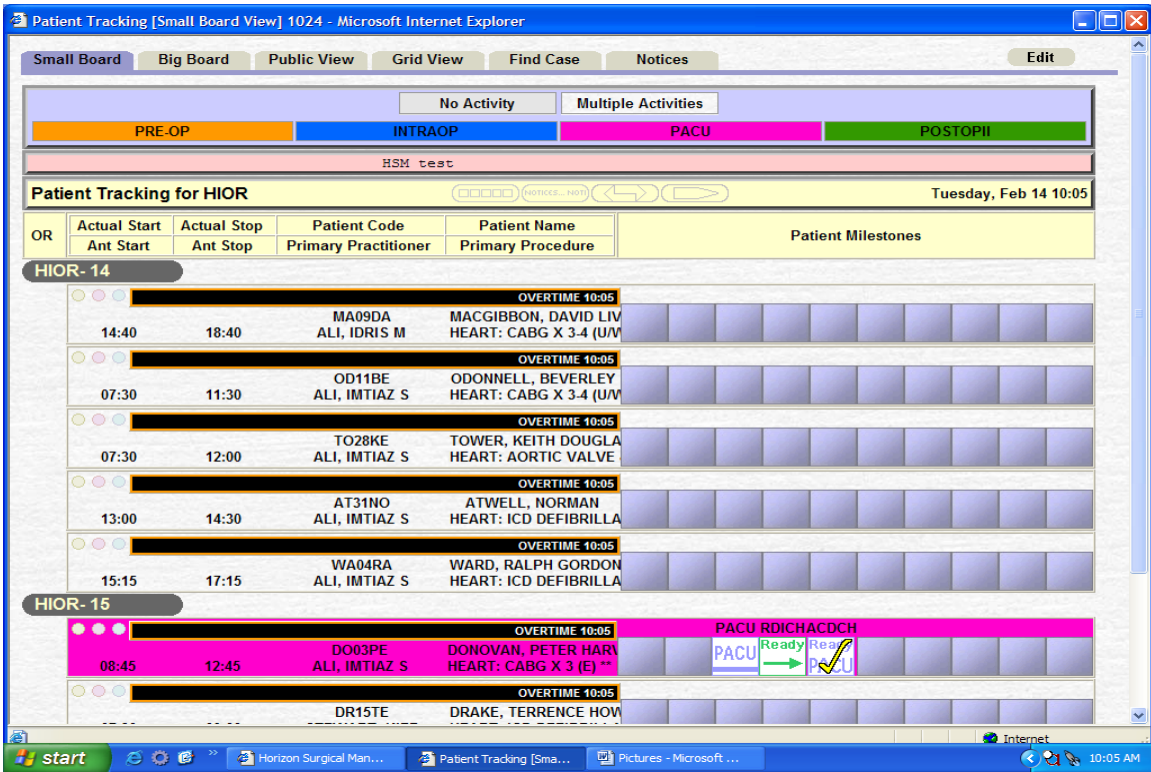 Patient Tracking [Small Board View] 1024 - Microsoft Internet Explorer
Small Board Big Board Public View Grid View Find Case Notices Edit
No Activity Multiple Activities
PRE-OP INTRAOP PACU POSTOPII
HSM test
Patient Tracking for HIOR NOTICES... NOTI Tuesday, Feb 14 10:05
OR Actual Start Actual Stop Patient Code Patient Name Patient Milestones
Ant Start Ant Stop Primary Practitioner Primary Procedure
HIOR- 14
OVERTIME 10:05
MA09DA MACGIBBON, DAVID LIV
14:40 18:40 ALI, IDRIS M HEART: CABG X 3-4 (U/W
OVERTIME 10:05
OD11BE ODONNELL, BEVERLEY
07:30 11:30 ALI, IMTIAZ S HEART: CABG X 3-4 (U/W
OVERTIME 10:05
TO28KE TOWER, KEITH DOUGLA
07:30 12:00 ALI, IMTIAZ S HEART: AORTIC VALVE
OVERTIME 10:05
AT31NO ATWELL, NORMAN
13:00 14:30 ALI, IMTIAZ S HEART: ICD DEFIBRILLA
OVERTIME 10:05
WA04RA WARD, RALPH GORDON
15:15 17:15 ALI, IMTIAZ S HEART: ICD DEFIBRILLA
HIOR- 15
OVERTIME 10:05 PACU RDICHACDCH
DO03PE DONOVAN, PETER HARV PACU Ready Ready PACU
08:45 12:45 ALI, IMTIAZ S HEART: CABG X 3 (E) **
OVERTIME 10:05
DR15TE DRAKE, TERRENCE HOW
Internet
start Horizon Surgical Man... Patient Tracking [Sma... Pictures - Microsoft ... 10:05 AM